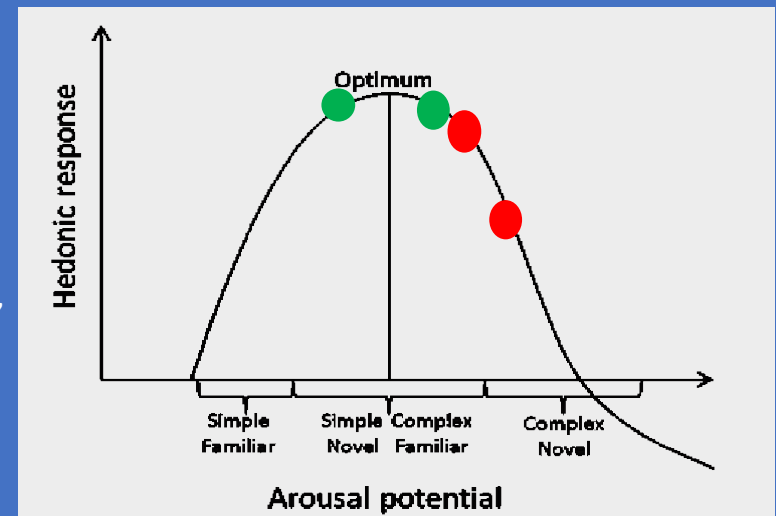 Optimum
Hedonic response
Simple Simple Complex Complex
Familiar Novel Familiar Novel
Arousal potential